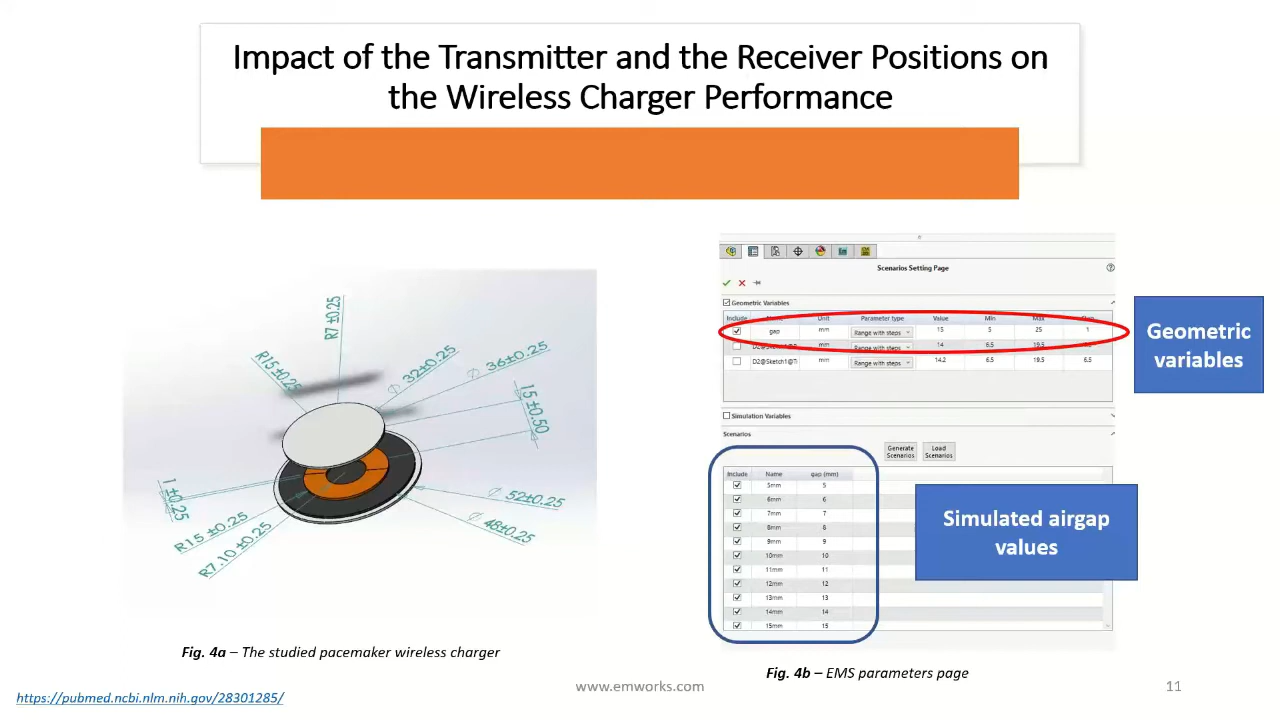 Impact of the Transmitter and the Receiver Positions on
the Wireless Charger Performance
R7 ±0.25
R15 ±0.25
∅ 32±0.25
∅ 36±0.25
15 ±0.50
1 ±0.25
R15 ±0.25
R7.10 ±0.25
∅ 52±0.25
∅ 48±0.25
Fig. 4a – The studied pacemaker wireless charger
https://pubmed.ncbi.nlm.nih.gov/28301285/
Scenarios Setting Page
Geometric Variables
Include Name Unit Parameter type Value Min Max Step
gap mm Range with steps 15 5 25 1
mm Range with steps 14 6.5 19.5
D2@Sketch1@Ti mm Range with steps 14.2 6.5 19.5 6.5
Simulation Variables
Scenarios
Generate Scenarios
Load Scenarios
Include Name gap (mm)
5mm 5
6mm 6
7mm 7
8mm 8
9mm 9
10mm 10
11mm 11
12mm 12
13mm 13
14mm 14
15mm 15
Geometric
variables
Simulated airgap
values
Fig. 4b – EMS parameters page
www.emworks.com
11